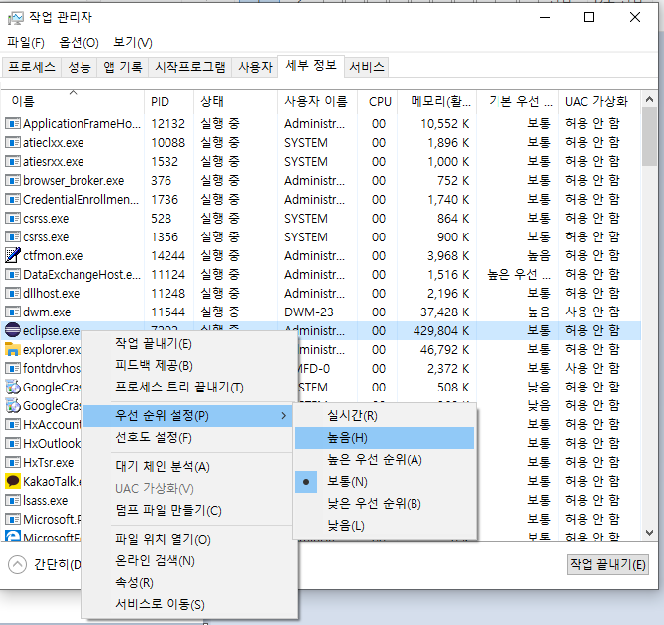 작업 관리자
파일(F) 옵션(O) 보기(V)
프로세스 성능 앱 기록 시작프로그램 사용자 세부 정보 서비스
이름 PID 상태 사용자 이름 CPU 메모리(활... 기본 우선 ... UAC 가상화
ApplicationFrameHo... 12132 실행 중 Administr... 00 10,552 K 보통 허용 안 함
atieclxx.exe 10088 실행 중 SYSTEM 00 1,896 K 보통 허용 안 함
atiesrxx.exe 1532 실행 중 SYSTEM 00 1,000 K 보통 허용 안 함
browser_broker.exe 376 실행 중 Administr... 00 752 K 보통 허용 안 함
CredentialEnrollmen... 1736 실행 중 Administr... 00 1,740 K 보통 허용 안 함
csrss.exe 528 실행 중 SYSTEM 00 864 K 보통 허용 안 함
csrss.exe 1356 실행 중 SYSTEM 00 900 K 보통 허용 안 함
ctfmon.exe 14244 실행 중 Administr... 00 3,968 K 높음 허용 안 함
DataExchangeHost.e... 11124 실행 중 Administr... 00 1,516 K 높은 우선 ... 허용 안 함
dllhost.exe 11248 실행 중 Administr... 00 2,196 K 보통 허용 안 함
dwm.exe 11544 실행 중 DWM-23 00 37,428 K 높음 사용 안 함
eclipse.exe 실행 중 Administr... 00 429,804 K 보통 허용 안 함
explorer.ex ministr... 00 46,792 K 보통 허용 안 함
fontdrvhos MFD-0 00 2,372 K 보통 사용 안 함
GoogleCras STEM 00 508 K 낮음 허용 안 함
GoogleCras 낮음 허용 안 함
HxAccount 보통 허용 안 함
HxOutlook 보통 허용 안 함
HxTsr.exe 보통 허용 안 함
KakaoTalk.e 보통 허용 안 함
lsass.exe 보통 허용 안 함
Microsoft.P 보통 허용 안 함
MicrosoftE 보통 허용 안 함
작업 끝내기(E)
피드백 제공(B)
프로세스 트리 끝내기(T)
우선 순위 설정(P)
선호도 설정(F)
대기 체인 분석(A)
UAC 가상화(V)
덤프 파일 만들기(C)
파일 위치 열기(O)
온라인 검색(N)
속성(R)
서비스로 이동(S)
실시간(R)
높음(H)
높은 우선 순위(A)
보통(N)
낮은 우선 순위(B)
낮음(L)
간단히(D 작업 끝내기(E)